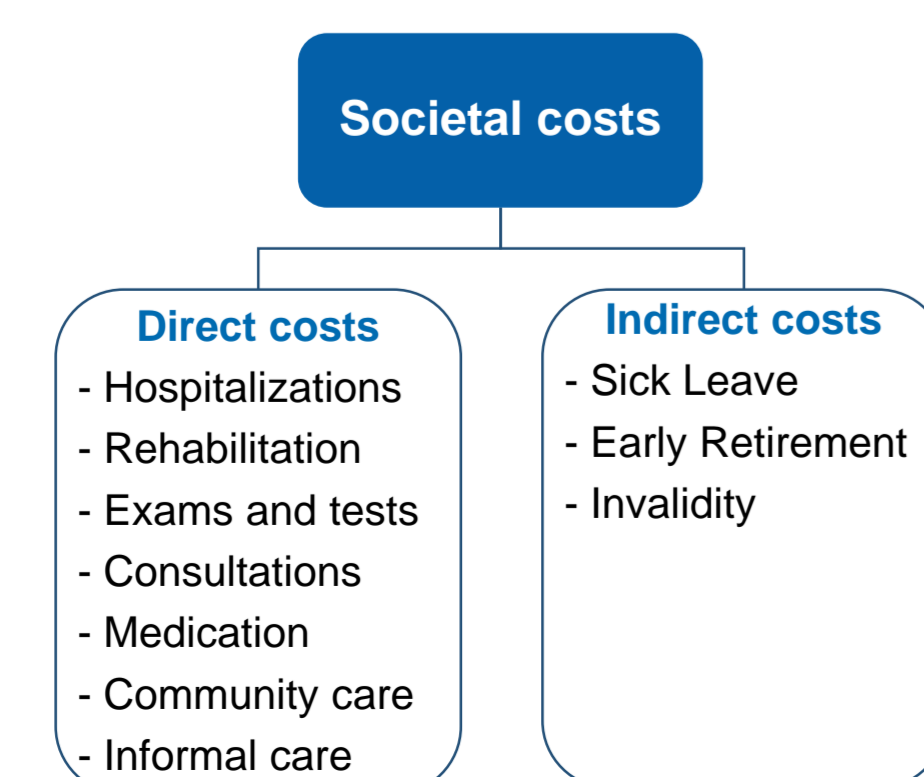 Societal costs
Direct costs
- Hospitalizations
- Rehabilitation
- Exams and tests
- Consultations
- Medication
- Community care
- Informal care
Indirect costs
- Sick Leave
- Early Retirement
- Invalidity